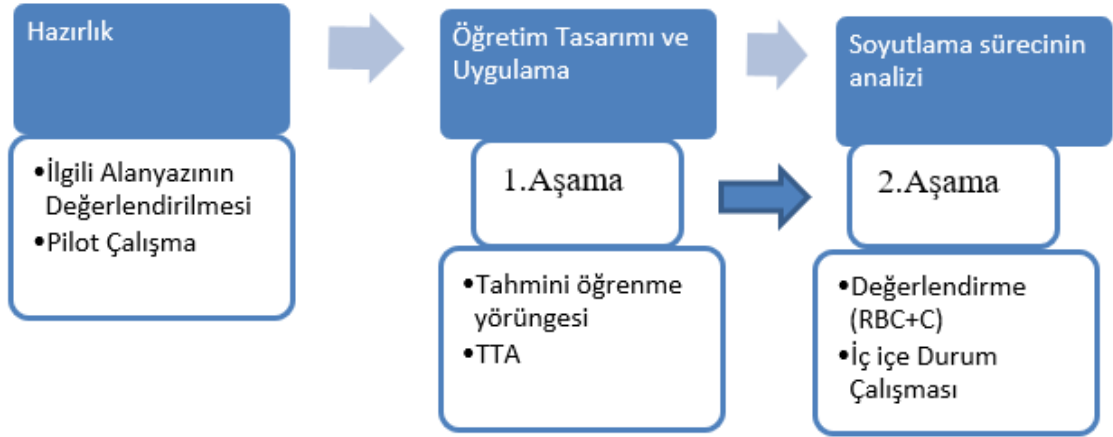 Hazırlık
•İlgili Alanyazının
Değerlendirilmesi
•Pilot Çalışma
Öğretim Tasarımı ve
Uygulama
1.Aşama
•Tahmini öğrenme
yörüngesi
•TTA
Soyutlama sürecinin
analizi
2.Aşama
•Değerlendirme
(RBC+C)
•İç içe Durum
Çalışması